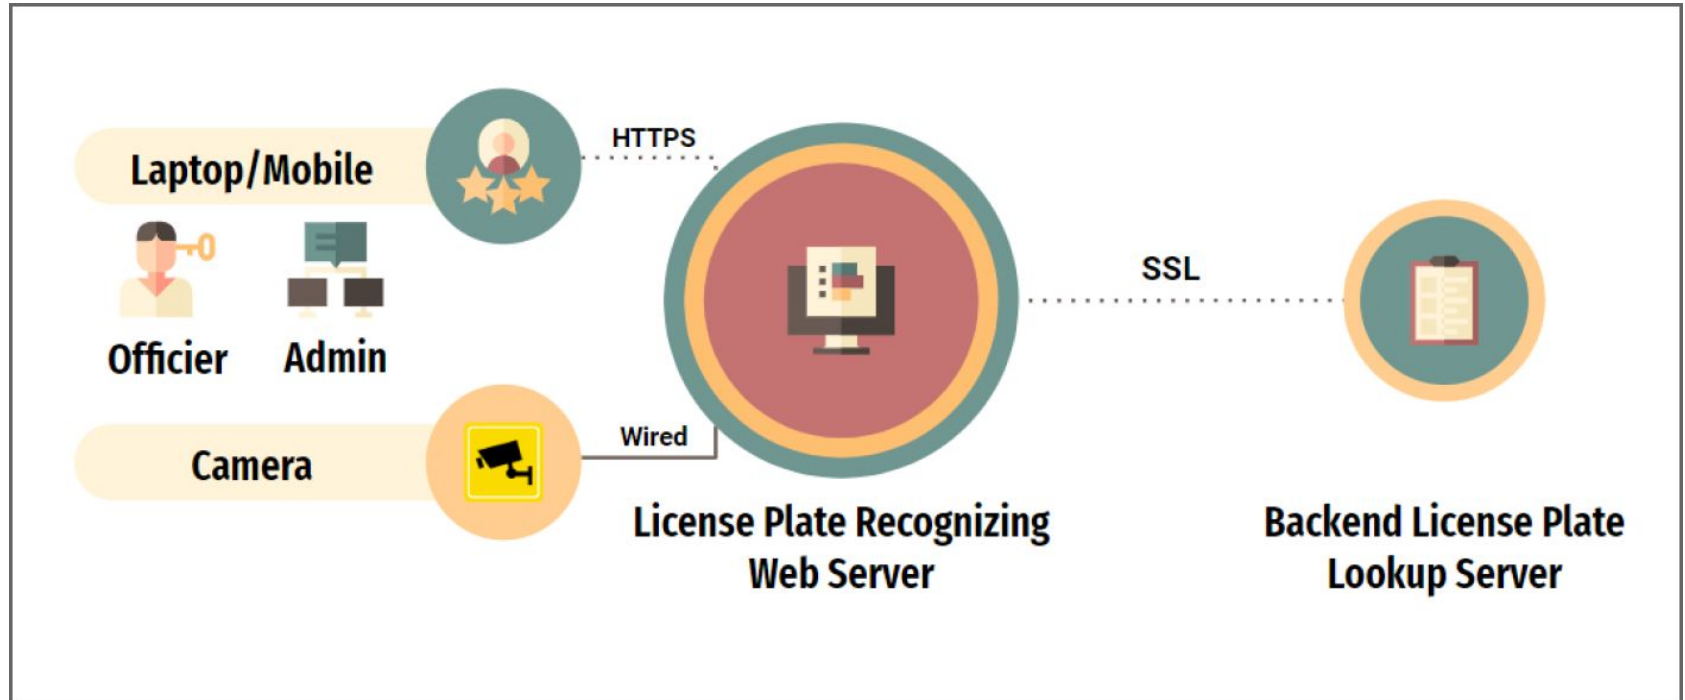 Laptop/Mobile
HTTPS
Officier
Admin
Camera
Wired
License Plate Recognizing
Web Server
SSL
Backend License Plate
Lookup Server